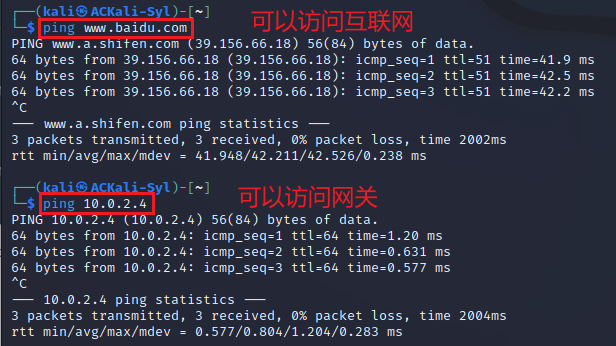 ┌──(kali㉿ACKali-Syl)-[~]
└─$ ping www.baidu.com 可以访问互联网
PING www.a.shifen.com (39.156.66.18) 56(84) bytes of data.
64 bytes from 39.156.66.18 (39.156.66.18): icmp_seq=1 ttl=51 time=41.9 ms
64 bytes from 39.156.66.18 (39.156.66.18): icmp_seq=2 ttl=51 time=42.5 ms
64 bytes from 39.156.66.18 (39.156.66.18): icmp_seq=3 ttl=51 time=42.2 ms
^C
--- www.a.shifen.com ping statistics ---
3 packets transmitted, 3 received, 0% packet loss, time 2002ms
rtt min/avg/max/mdev = 41.948/42.211/42.526/0.238 ms
┌──(kali㉿ACKali-Syl)-[~]
└─$ ping 10.0.2.4 可以访问网关
PING 10.0.2.4 (10.0.2.4) 56(84) bytes of data.
64 bytes from 10.0.2.4: icmp_seq=1 ttl=64 time=1.20 ms
64 bytes from 10.0.2.4: icmp_seq=2 ttl=64 time=0.631 ms
64 bytes from 10.0.2.4: icmp_seq=3 ttl=64 time=0.577 ms
^C
--- 10.0.2.4 ping statistics ---
3 packets transmitted, 3 received, 0% packet loss, time 2004ms
rtt min/avg/max/mdev = 0.577/0.804/1.204/0.283 ms